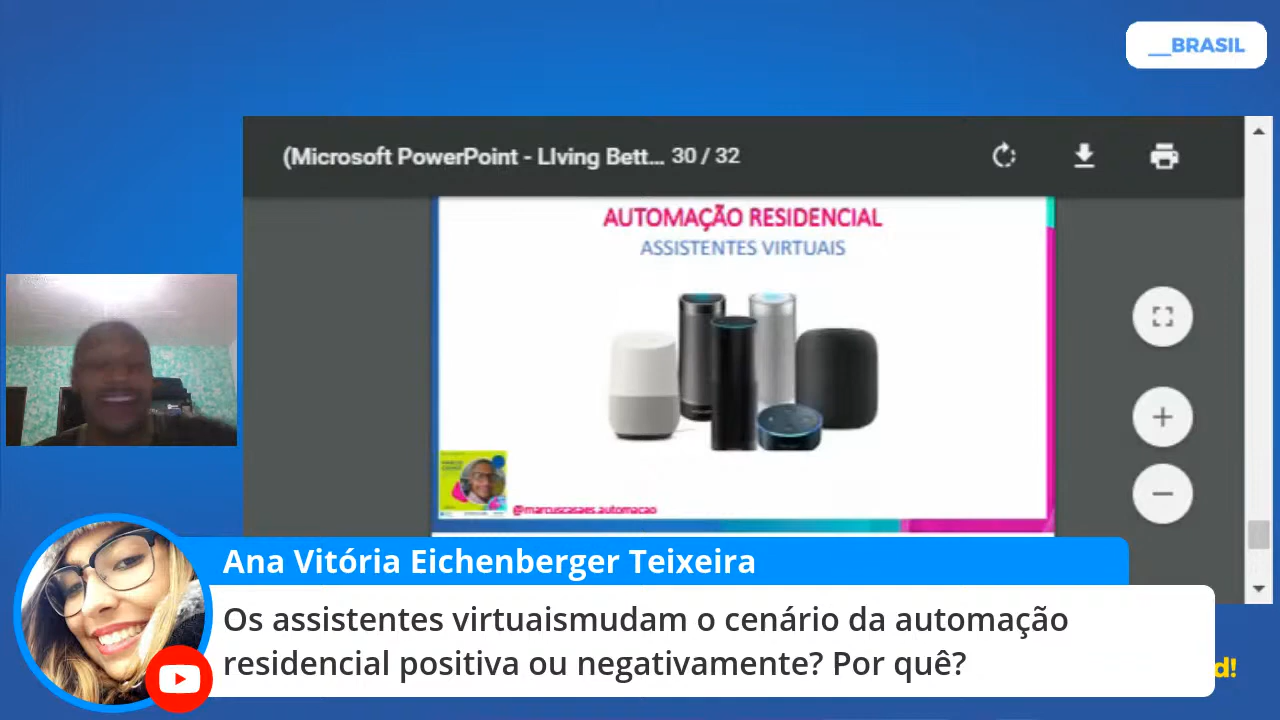 __BRASIL
(Microsoft PowerPoint - LIving Bett... 30 / 32
AUTOMAÇÃO RESIDENCIAL
ASSISTENTES VIRTUAIS
@marcuscasaes.automacao
Ana Vitória Eichenberger Teixeira
Os assistentes virtuaismudam o cenário da automação
residencial positiva ou negativamente? Por quê?
d!